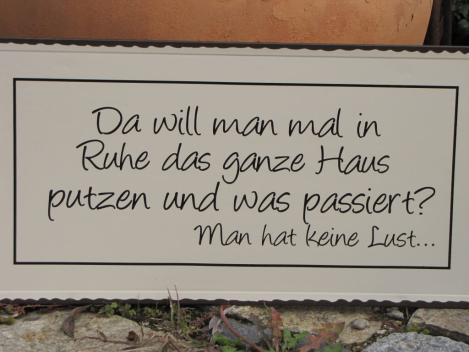 Da will man mal in
Ruhe das ganze Haus
putzen und was passiert?
Man hat keine Lust...